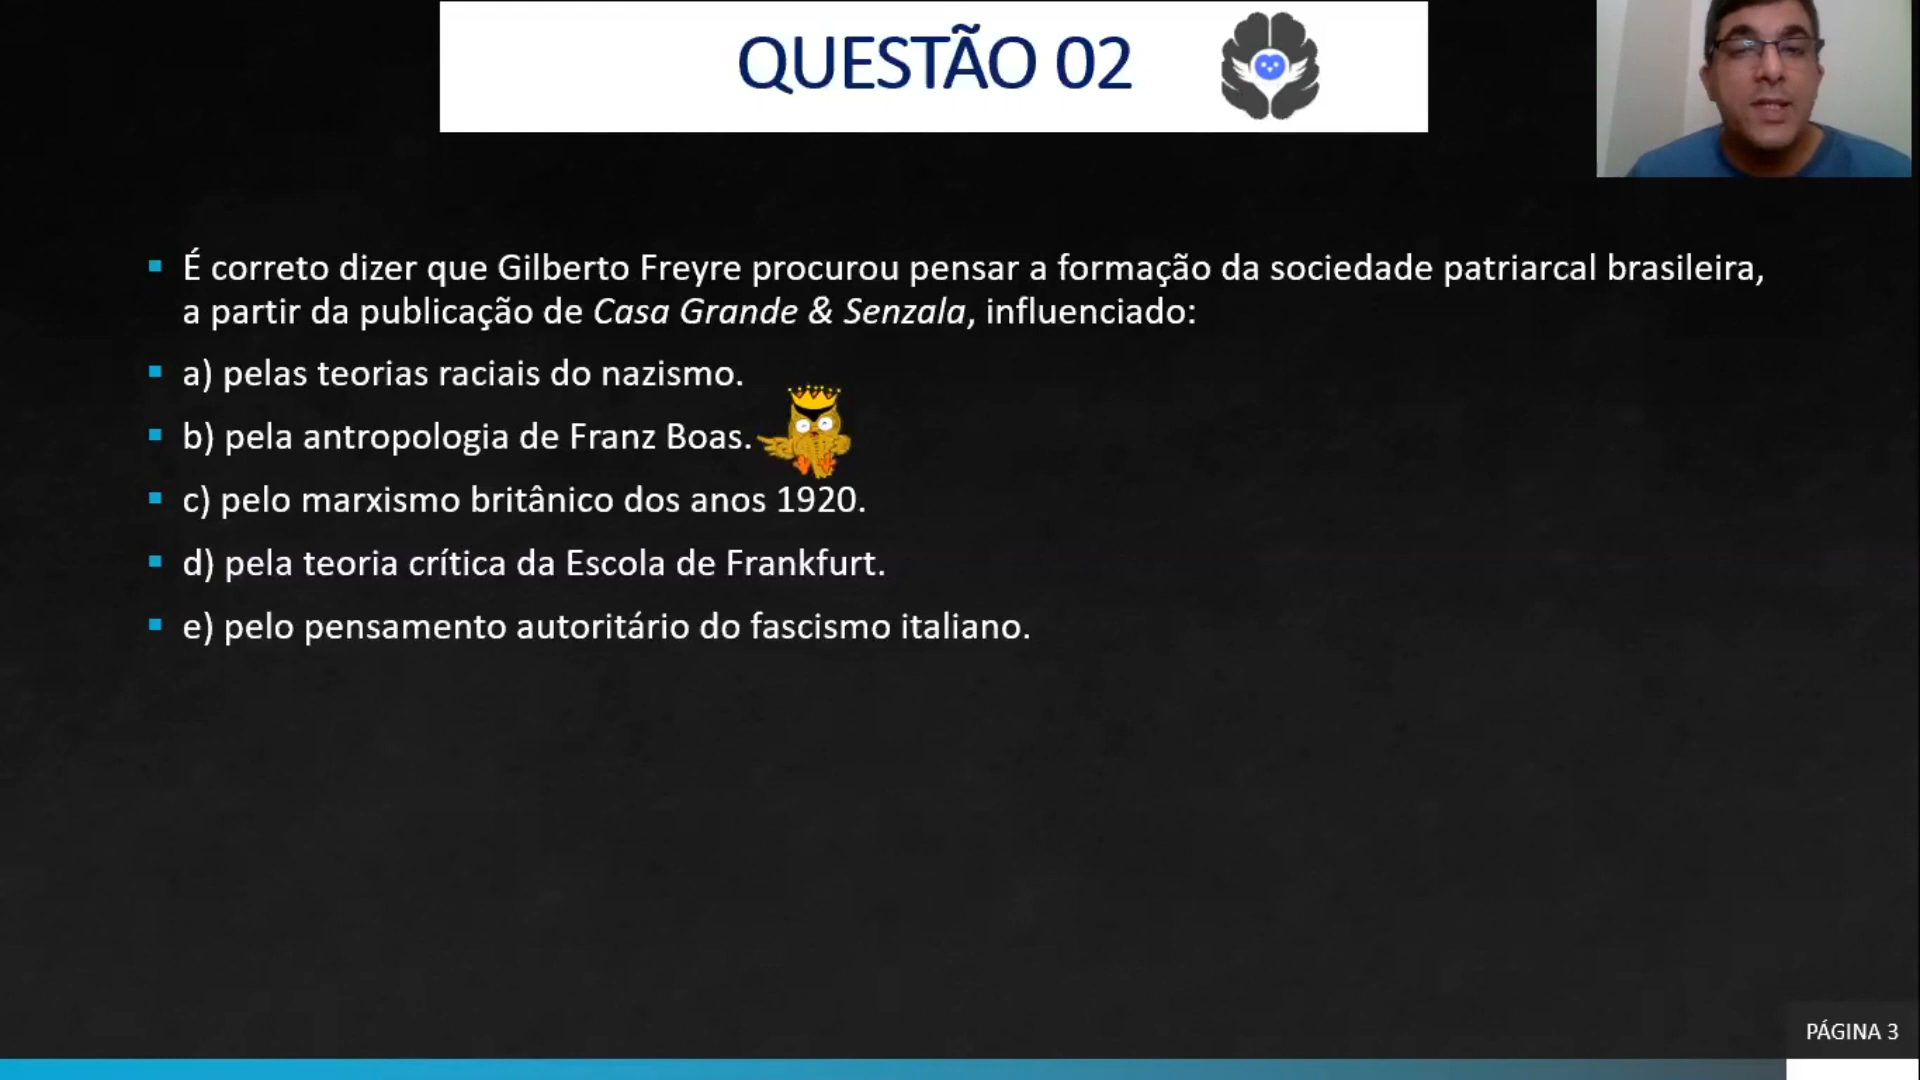 QUESTÃO 02
É correto dizer que Gilberto Freyre procurou pensar a formação da sociedade patriarcal brasileira,
a partir da publicação de Casa Grande & Senzala, influenciado:
a) pelas teorias raciais do nazismo.
b) pela antropologia de Franz Boas.
c) pelo marxismo britânico dos anos 1920.
d) pela teoria crítica da Escola de Frankfurt.
e) pelo pensamento autoritário do fascismo italiano.
PÁGINA 3